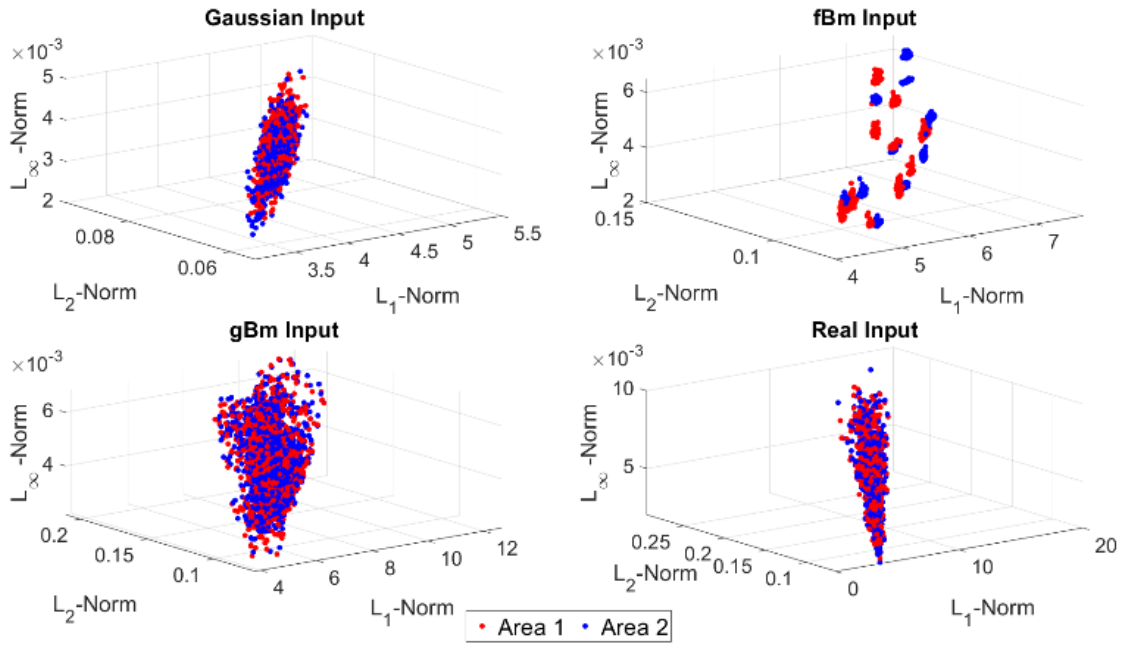 Gaussian Input
×10⁻³
5
4
3
2
L∞-Norm
0.08
0.06
L₂-Norm
3.5
4
4.5
5
5.5
L₁-Norm
fBm Input
×10⁻³
6
4
2
L∞-Norm
0.15
0.1
L₂-Norm
4
5
6
7
L₁-Norm
gBm Input
×10⁻³
6
4
L∞-Norm
0.2
0.15
0.1
L₂-Norm
4
6
8
10
12
L₁-Norm
Real Input
×10⁻³
10
5
L∞-Norm
0.25
0.2
0.15
0.1
L₂-Norm
0
10
20
L₁-Norm
Area 1 Area 2